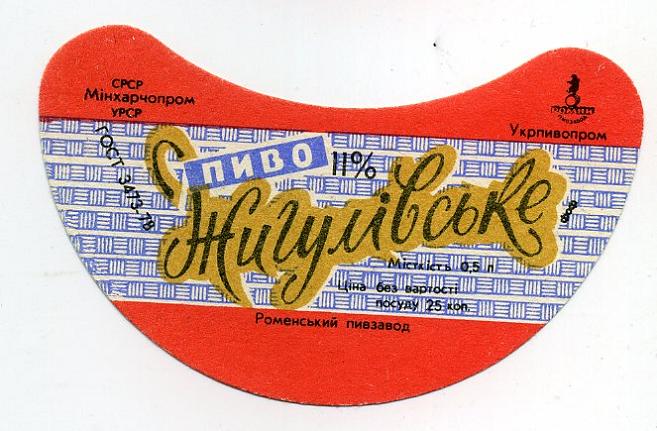 СРСР
Мінхарчопром
УРСР
Укрпивопром
ГОСТ 3473-78
ПИВО 11%
Жигулівське
Місткість 0,5 л
Ціна без вартості
посуду 25 коп.
Роменський пивзавод